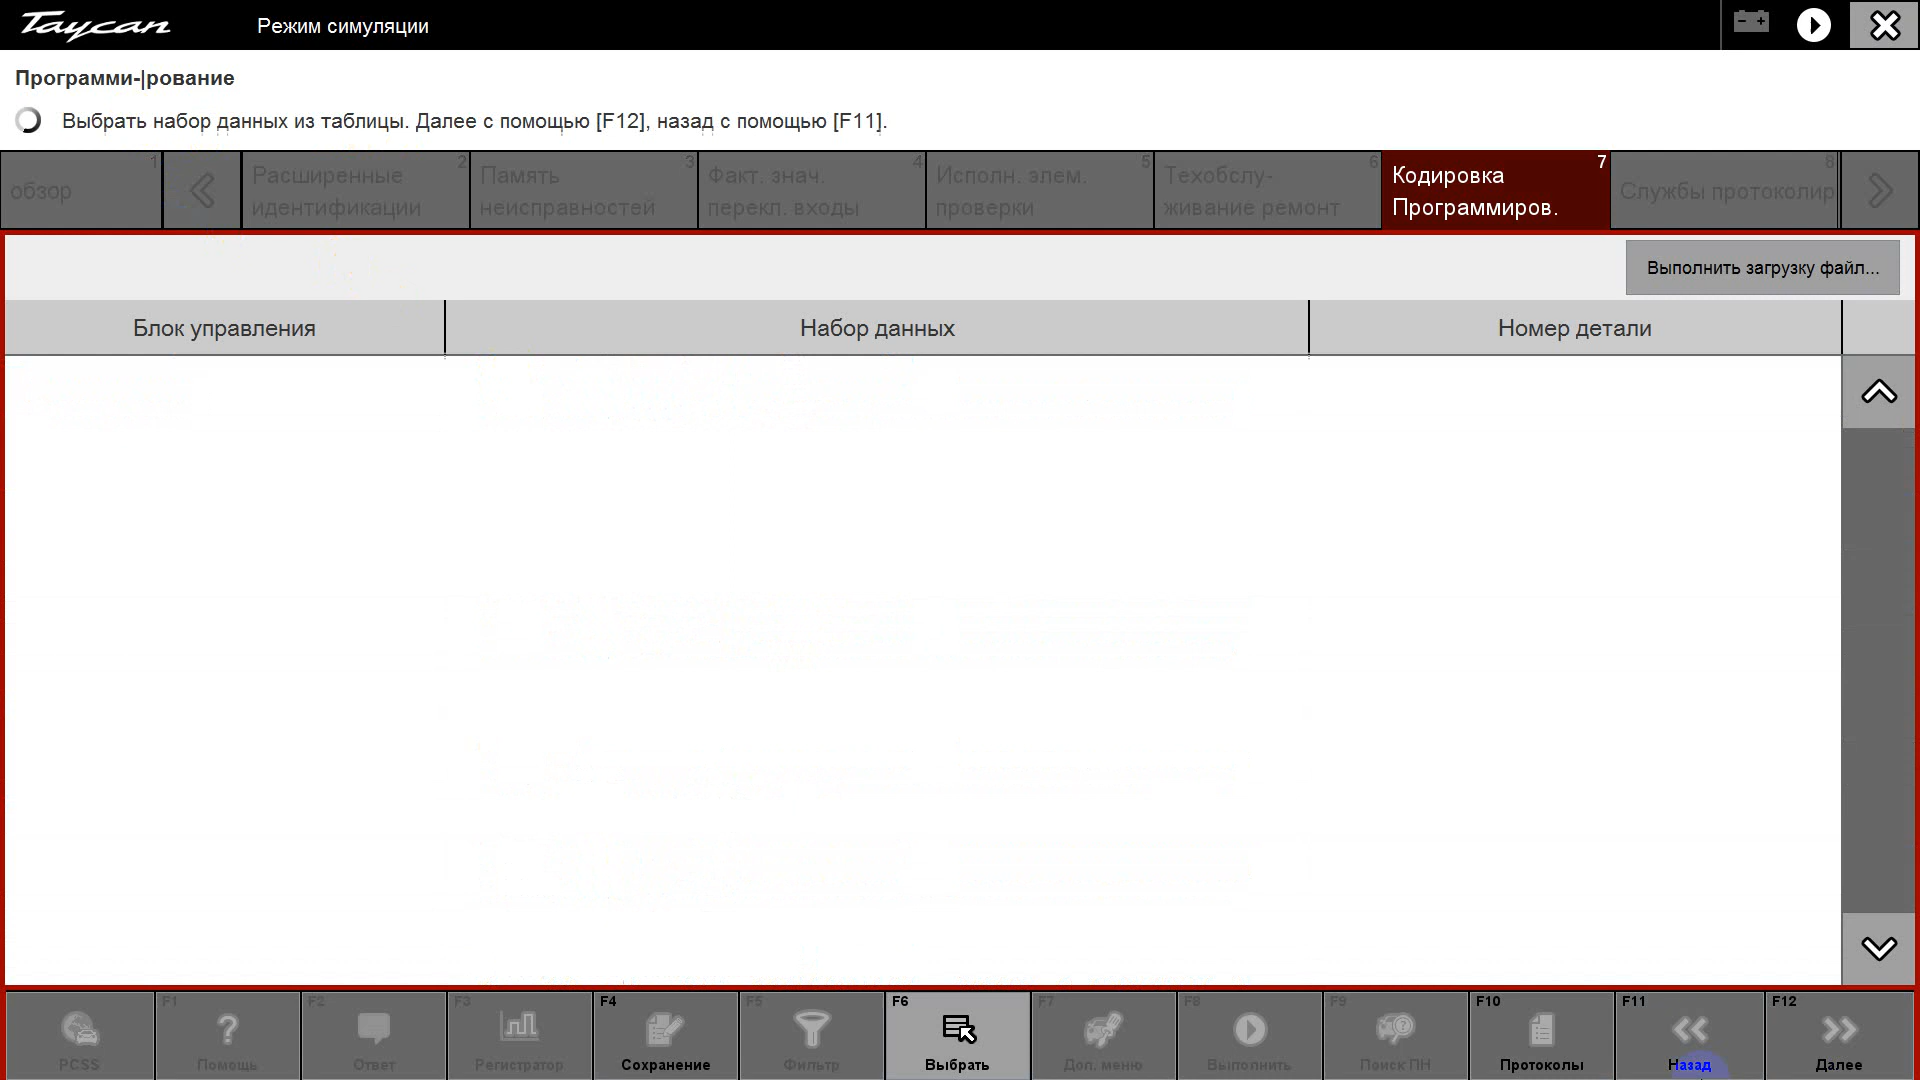 Taycan
Режим симуляции
Программи-|рование
Выбрать набор данных из таблицы. Далее с помощью [F12], назад с помощью [F11].
1
обзор
2
Расширенные
идентификации
3
Память
неисправностей
4
Факт. знач.
перекл. входы
5
Исполн. элем.
проверки
6
Техобслу-
живание ремонт
7
Кодировка
Программиров.
8
Службы протоколир
Выполнить загрузку файл...
Блок управления
Набор данных
Номер детали
PCSS
F1
Помощь
F2
Ответ
F3
Регистратор
F4
Сохранение
F5
Фильтр
F6
Выбрать
F7
Доп. меню
F8
Выполнить
F9
Поиск ПН
F10
Протоколы
F11
Назад
F12
Далее